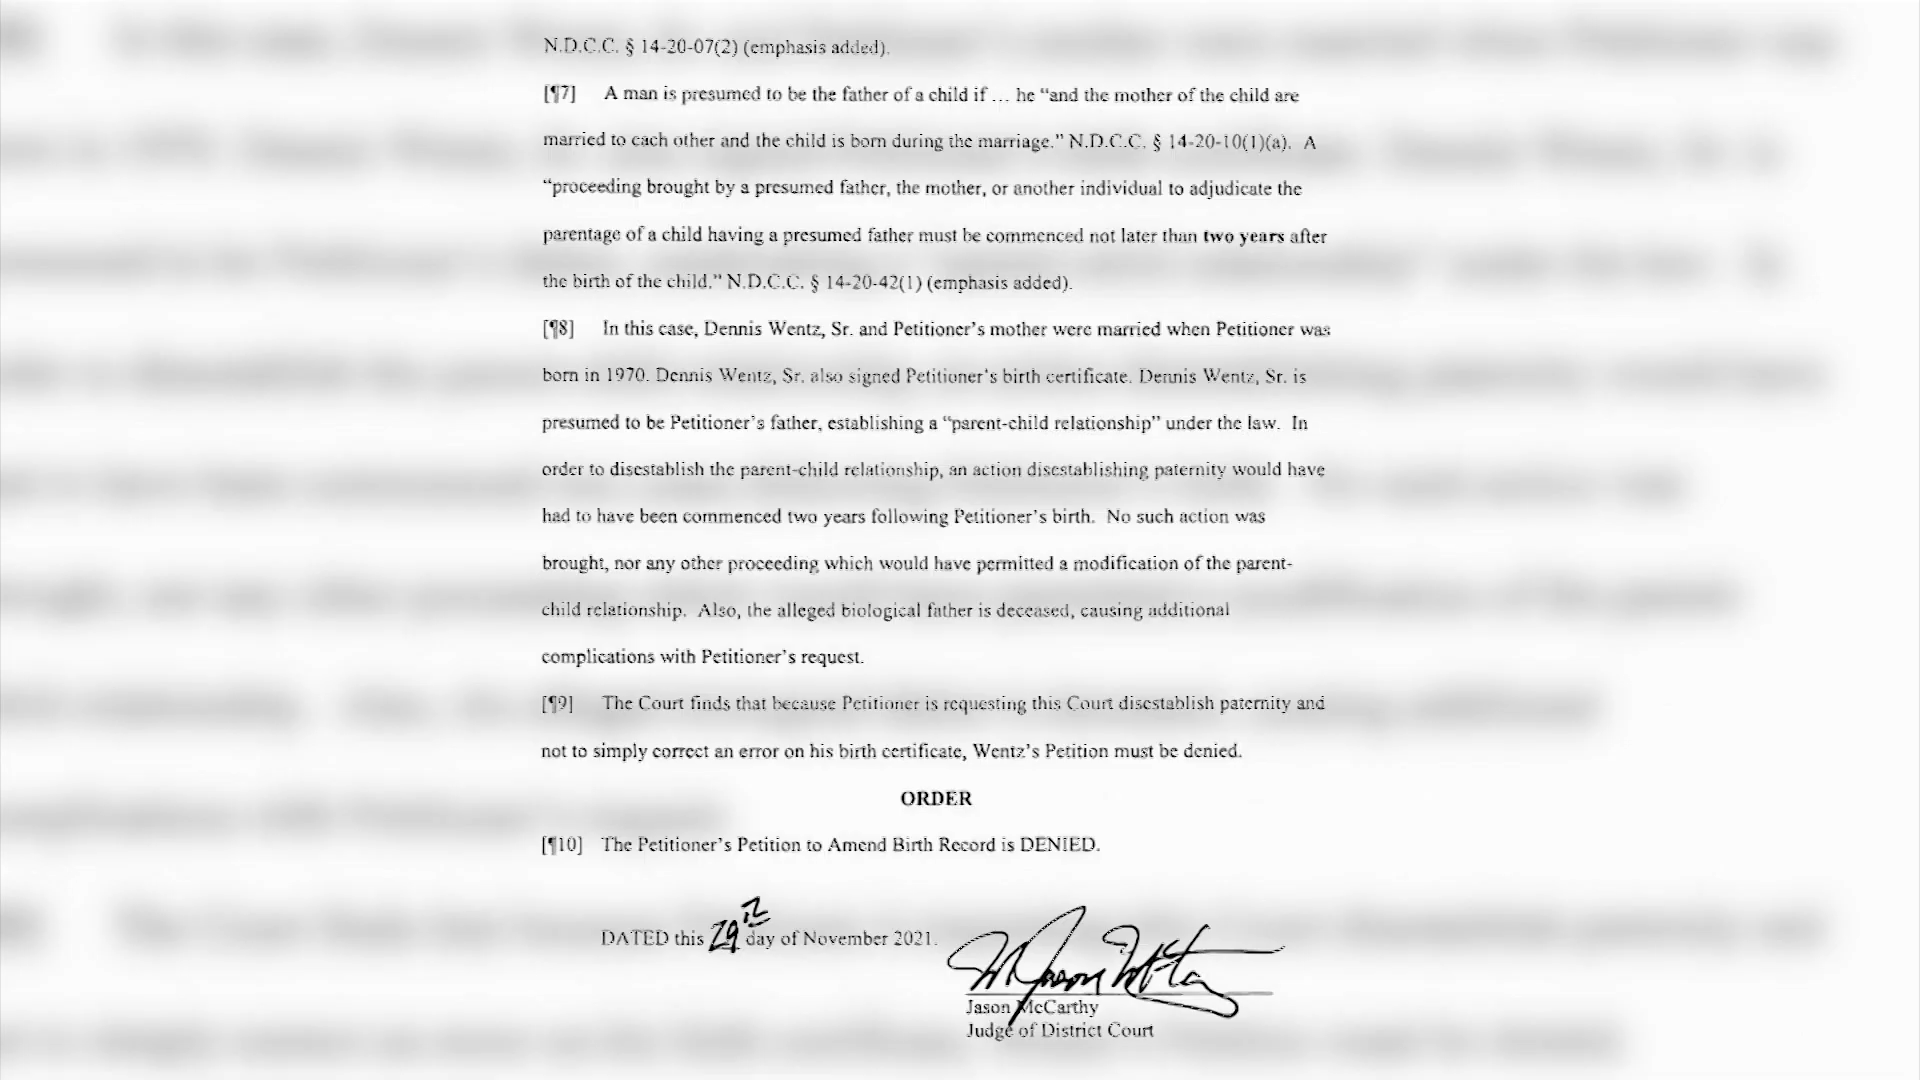 N.D.C.C. § 14-20-07(2) (emphasis added).
[¶7] A man is presumed to be the father of a child if … he “and the mother of the child are
married to each other and the child is born during the marriage.” N.D.C.C. § 14-20-10(1)(a). A
“proceeding brought by a presumed father, the mother, or another individual to adjudicate the
parentage of a child having a presumed father must be commenced not later than two years after
the birth of the child.” N.D.C.C. § 14-20-42(1) (emphasis added).
[¶8] In this case, Dennis Wentz, Sr. and Petitioner’s mother were married when Petitioner was
born in 1970. Dennis Wentz, Sr. also signed Petitioner’s birth certificate. Dennis Wentz, Sr. is
presumed to be Petitioner’s father, establishing a “parent-child relationship” under the law. In
order to disestablish the parent-child relationship, an action disestablishing paternity would have
had to have been commenced two years following Petitioner’s birth. No such action was
brought, nor any other proceeding which would have permitted a modification of the parent-
child relationship. Also, the alleged biological father is deceased, causing additional
complications with Petitioner’s request.
[¶9] The Court finds that because Petitioner is requesting this Court disestablish paternity and
not to simply correct an error on his birth certificate, Wentz’s Petition must be denied.
ORDER
[¶10] The Petitioner’s Petition to Amend Birth Record is DENIED.
DATED this 29th day of November 2021.
Jason McCarthy
Judge of District Court